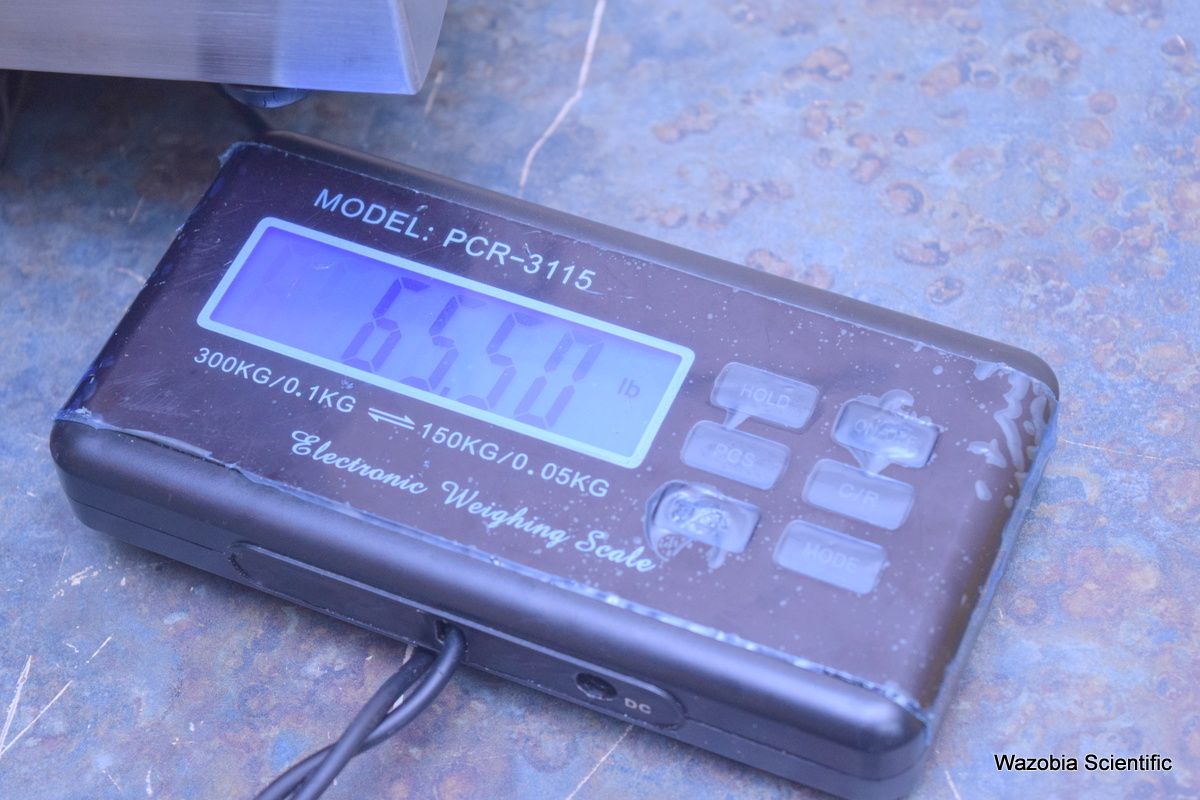 MODEL: PCR-3115
65.50 lb
300KG/0.1KG ⇌ 150KG/0.05KG
Electronic Weighing Scale
HOLD
PCS
C/R
MODE
DC
Wazobia Scientific